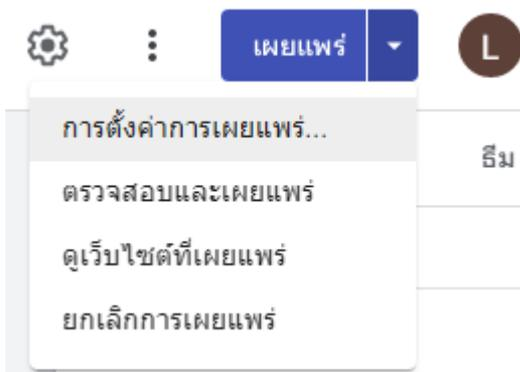 เผยแพร่
L
การตั้งค่าการเผยแพร่...
ธีม
ตรวจสอบและเผยแพร่
ดูเว็บไซต์ที่เผยแพร่
ยกเลิกการเผยแพร่